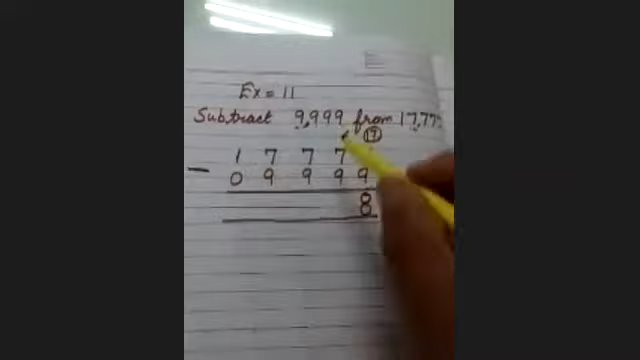 Ex = 11
Subtract 9,999 from 17,77
17
1 7 7 7
- 0 9 9 9 9
8